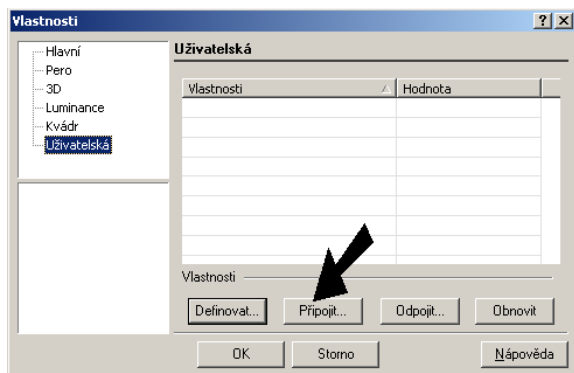 Vlastnosti
Hlavní
Pero
3D
Luminance
Kvádr
Uživatelská
Uživatelská
Vlastnosti Hodnota
Vlastnosti
Definovat... Připojit... Odpojit... Obnovit
OK Storno Nápověda